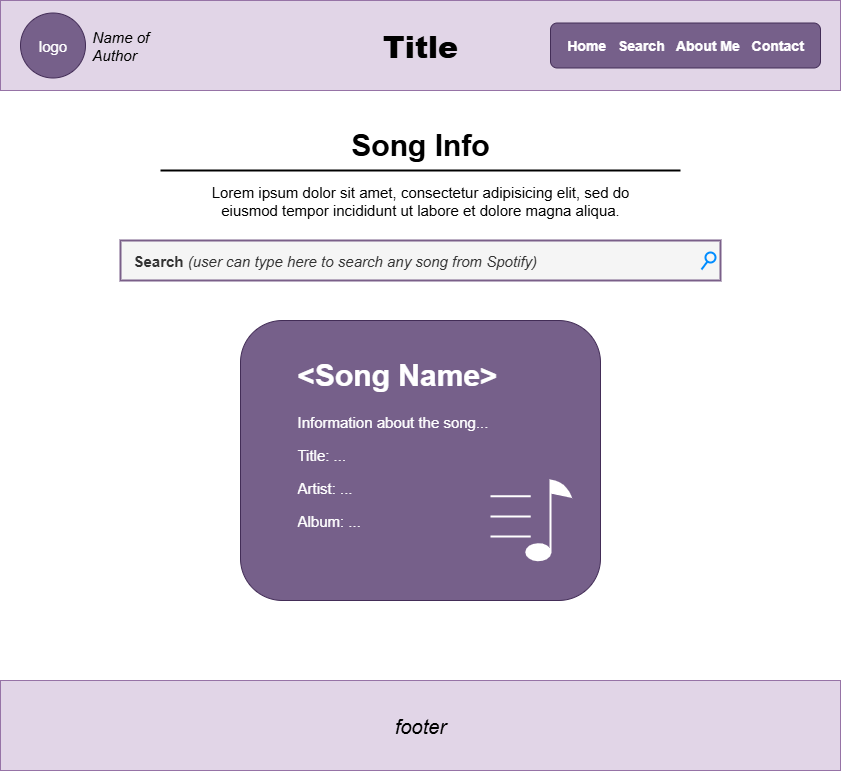 logo
Name of
Author
Title
Home Search About Me Contact
Song Info
Lorem ipsum dolor sit amet, consectetur adipisicing elit, sed do
eiusmod tempor incididunt ut labore et dolore magna aliqua.
Search (user can type here to search any song from Spotify)
<Song Name>
Information about the song...
Title: ...
Artist: ...
Album: ...
footer